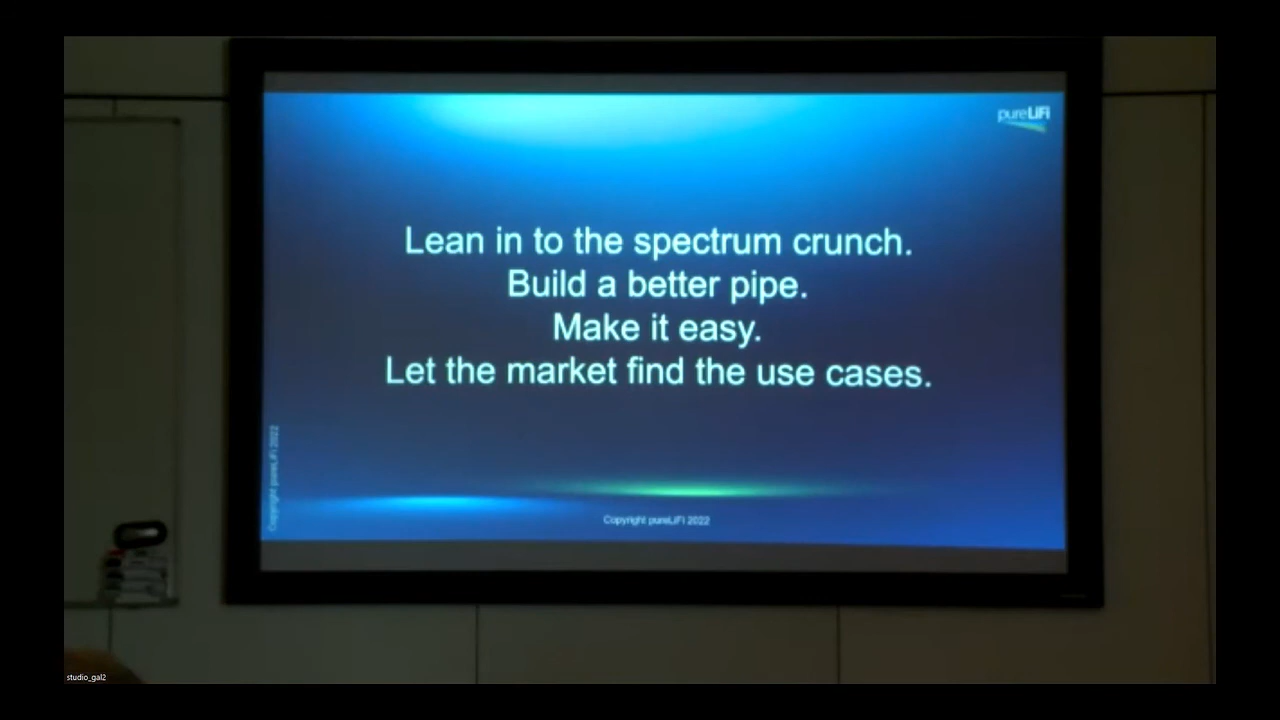 pureLiFi
Lean in to the spectrum crunch.
Build a better pipe.
Make it easy.
Let the market find the use cases.
Copyright pureLiFi 2022
Copyright pureLiFi 2022
studio_gal2